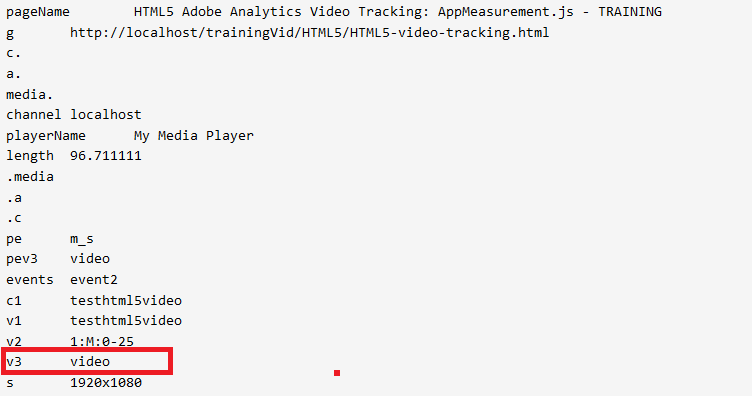 pageName HTML5 Adobe Analytics Video Tracking: AppMeasurement.js - TRAINING
g http://localhost/trainingVid/HTML5/HTML5-video-tracking.html
c.
a.
media.
channel localhost
playerName My Media Player
length 96.711111
.media
.a
.c
pe m_s
pev3 video
events event2
c1 testhtml5video
v1 testhtml5video
v2 1:M:0-25
v3 video
s 1920x1080